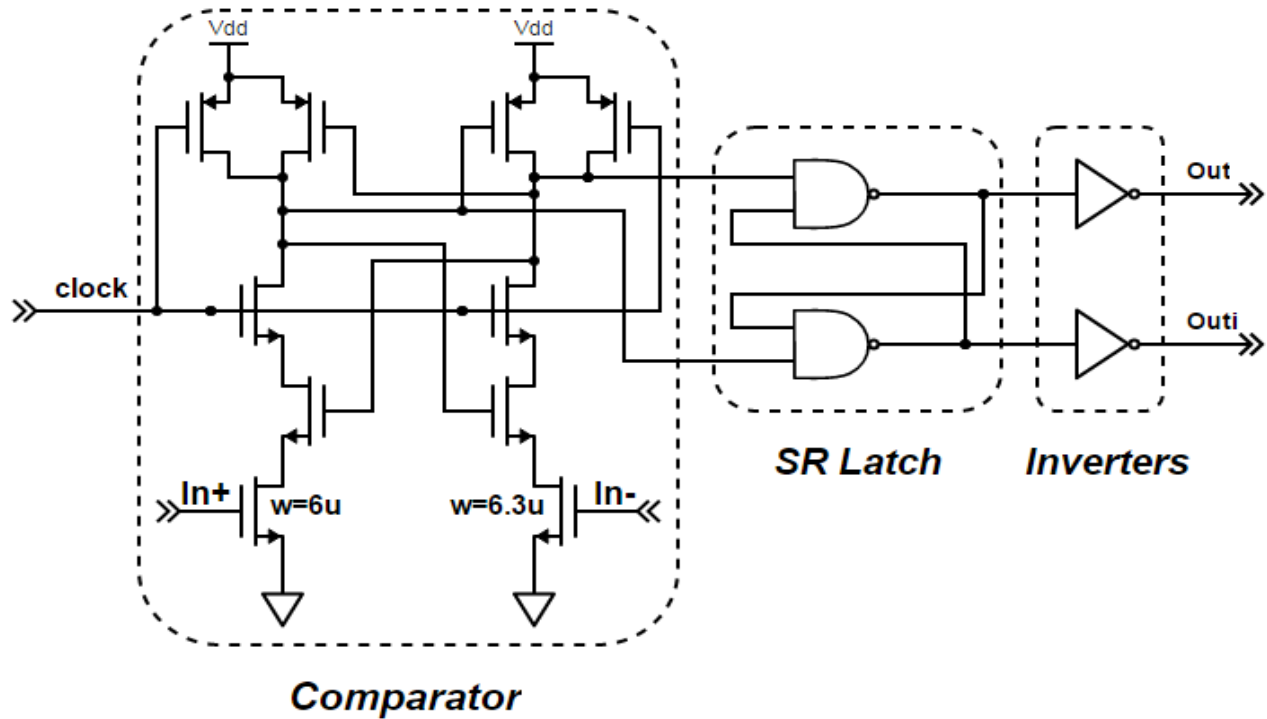 Vdd
Vdd
clock
Out
Outi
In+
w=6u
w=6.3u
In-
SR Latch
Inverters
Comparator